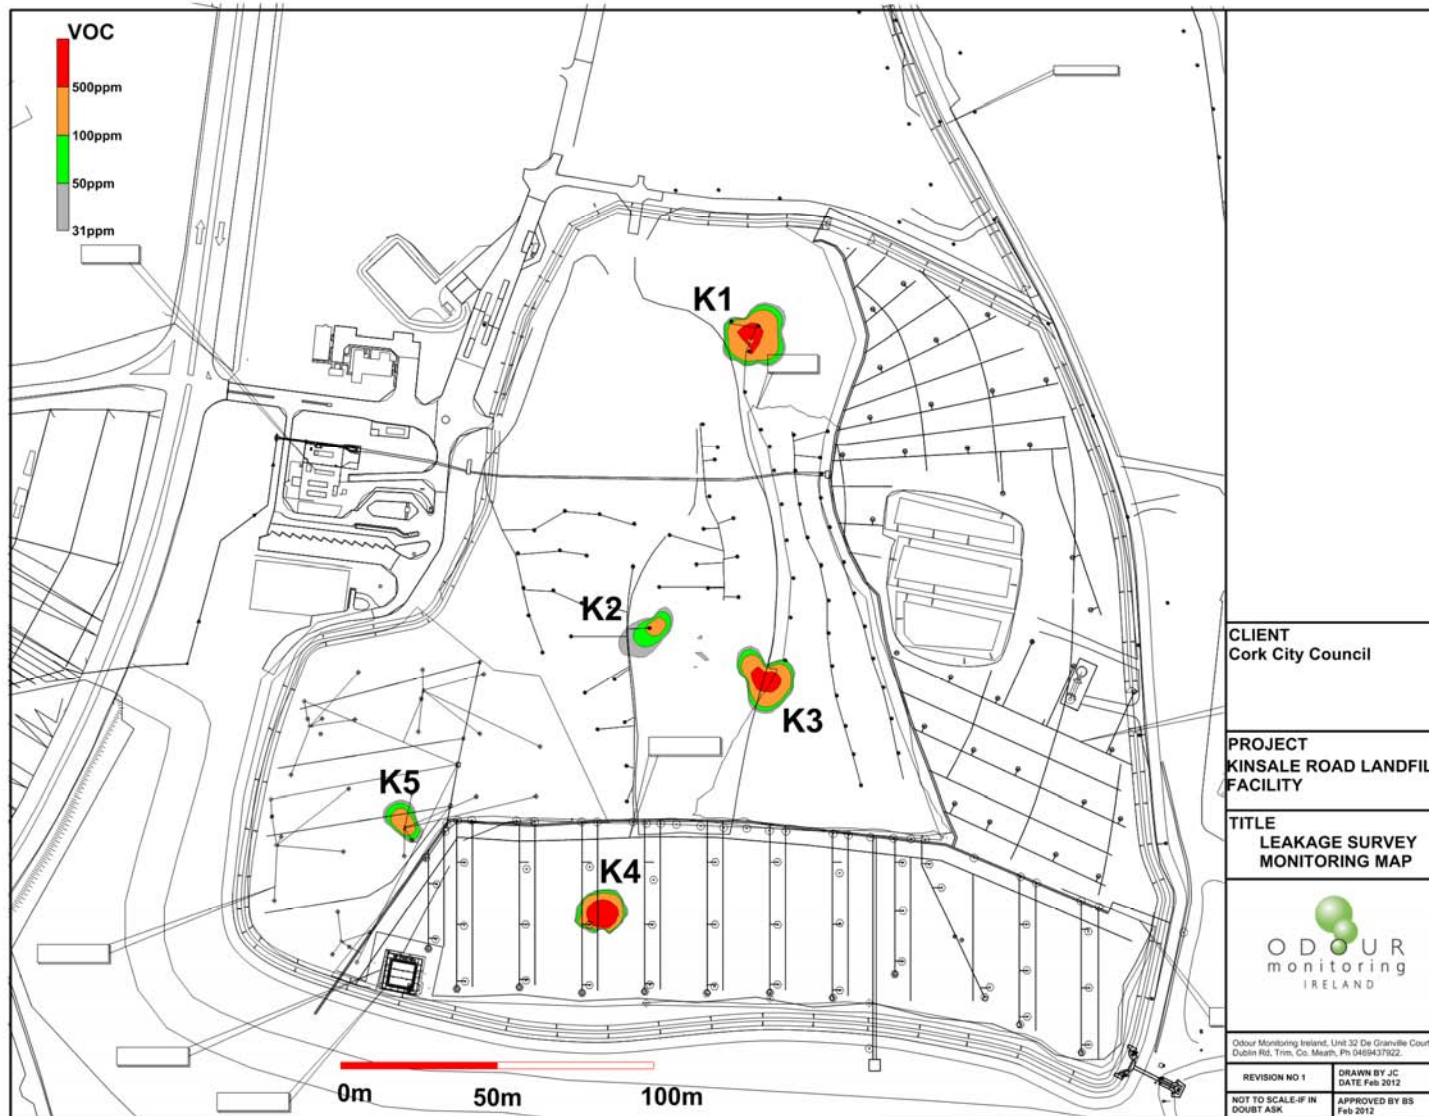 VOC
500ppm
100ppm
50ppm
31ppm
K1
K2
K3
K5
K4
0m
50m
100m
CLIENT
Cork City Council
PROJECT
KINSALE ROAD LANDFIL
FACILITY
TITLE
LEAKAGE SURVEY
MONITORING MAP
ODOUR
monitoring
IRELAND
Odour Monitoring Ireland, Unit 32 De Granville Court
Dublin Rd, Trim, Co. Meath, Ph 0469437922.
REVISION NO 1
DRAWN BY JC
DATE Feb 2012
NOT TO SCALE-IF IN
DOUBT ASK
APPROVED BY BS
Feb 2012